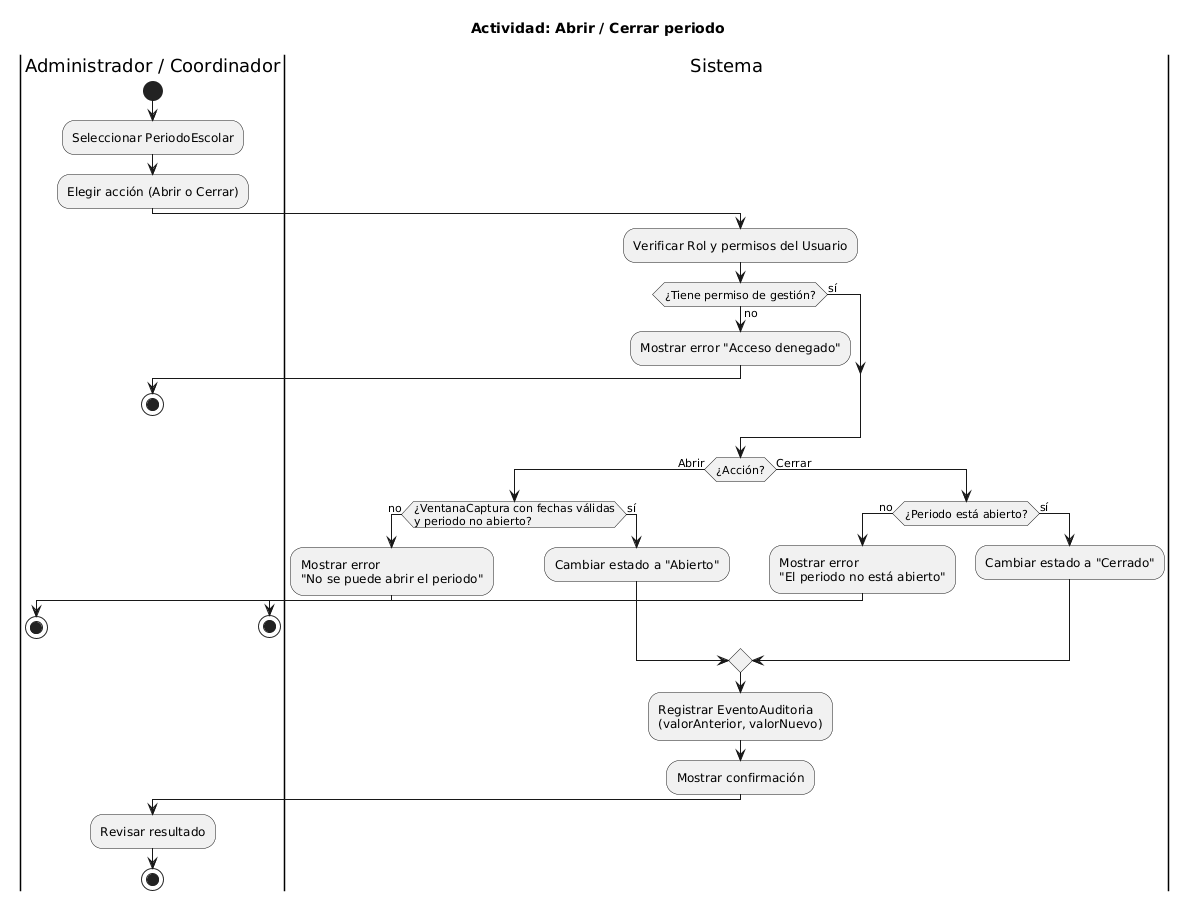 Actividad: Abrir / Cerrar periodo
Administrador / Coordinador
Sistema
Seleccionar PeriodoEscolar
Elegir acción (Abrir o Cerrar)
Verificar Rol y permisos del Usuario
¿Tiene permiso de gestión?
sí
no
Mostrar error "Acceso denegado"
Abrir
¿Acción?
Cerrar
no
¿VentanaCaptura con fechas válidas
y periodo no abierto?
sí
no
¿Periodo está abierto?
sí
Mostrar error
"No se puede abrir el periodo"
Cambiar estado a "Abierto"
Mostrar error
"El periodo no está abierto"
Cambiar estado a "Cerrado"
Registrar EventoAuditoria
(valorAnterior, valorNuevo)
Mostrar confirmación
Revisar resultado